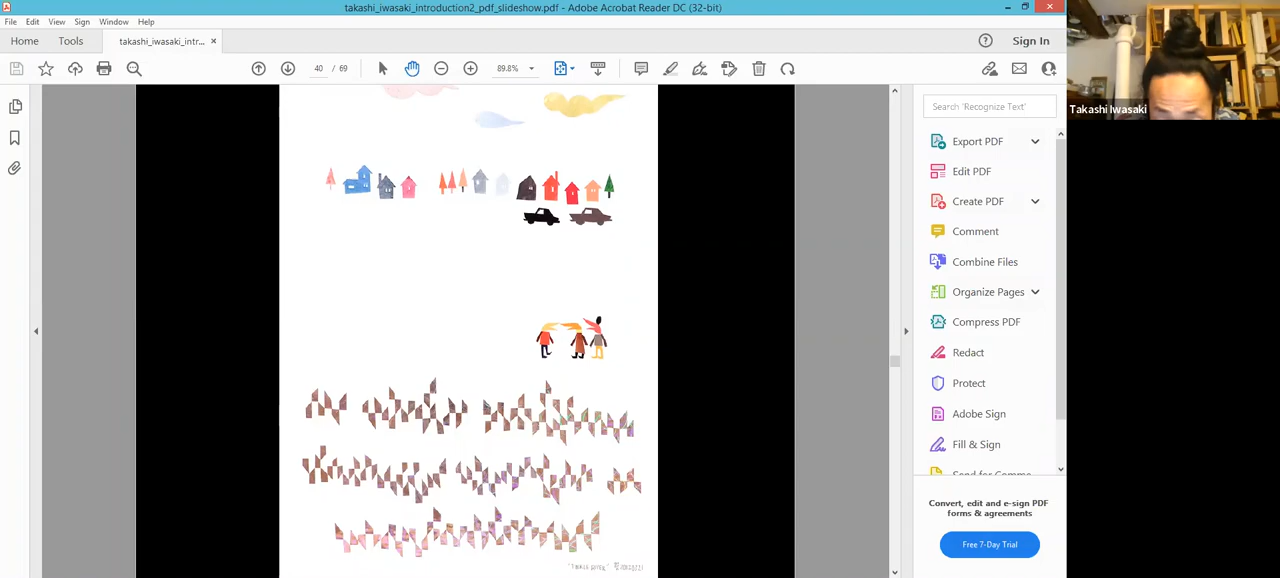 takashi_iwasaki_introduction2_pdf_slideshow.pdf - Adobe Acrobat Reader DC (32-bit)
File Edit View Sign Window Help
Home Tools takashi_iwasaki_intr... Sign In
40 / 69 89.8%
Takashi Iwasaki
Search 'Recognize Text'
Export PDF
Edit PDF
Create PDF
Comment
Combine Files
Organize Pages
Compress PDF
Redact
Protect
Adobe Sign
Fill & Sign
Send for Comme
Convert, edit and e-sign PDF
forms & agreements
Free 7-Day Trial